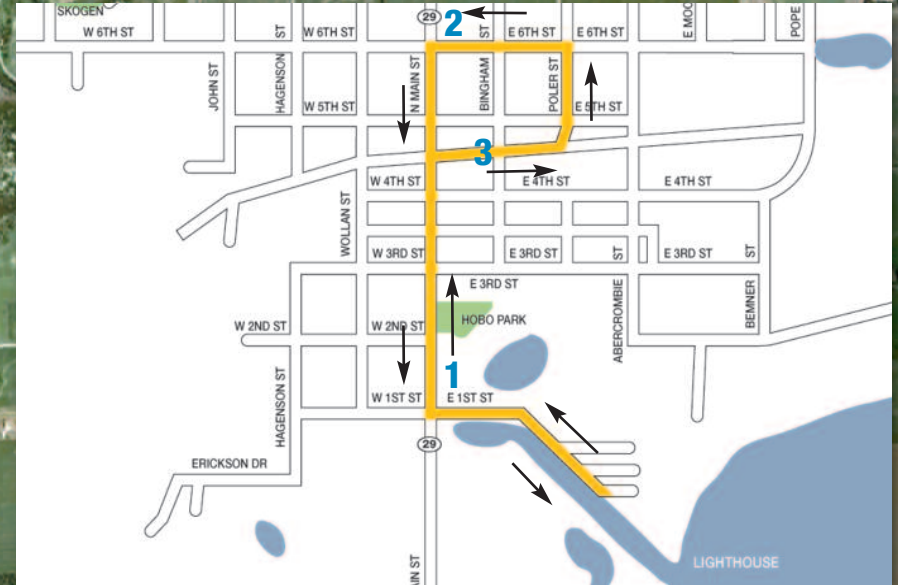 SKOGEN
W 6TH ST
ST
W 6TH ST
29
2
ST
E 6TH ST
E 6TH ST
E MOO
POPE
JOHN ST
HAGENSON
N MAIN ST
BINGHAM
POLER ST
W 5TH ST
E 5TH ST
3
W 4TH ST
E 4TH ST
E 4TH ST
WOLLAN ST
W 3RD ST
E 3RD ST
ST
E 3RD ST
ST
E 3RD ST
ABERCROMBIE
BEMNER
W 2ND ST
W 2ND ST
HOBO PARK
1
HAGENSON ST
W 1ST ST
E 1ST ST
29
ERICKSON DR
AIN ST
LIGHTHOUSE